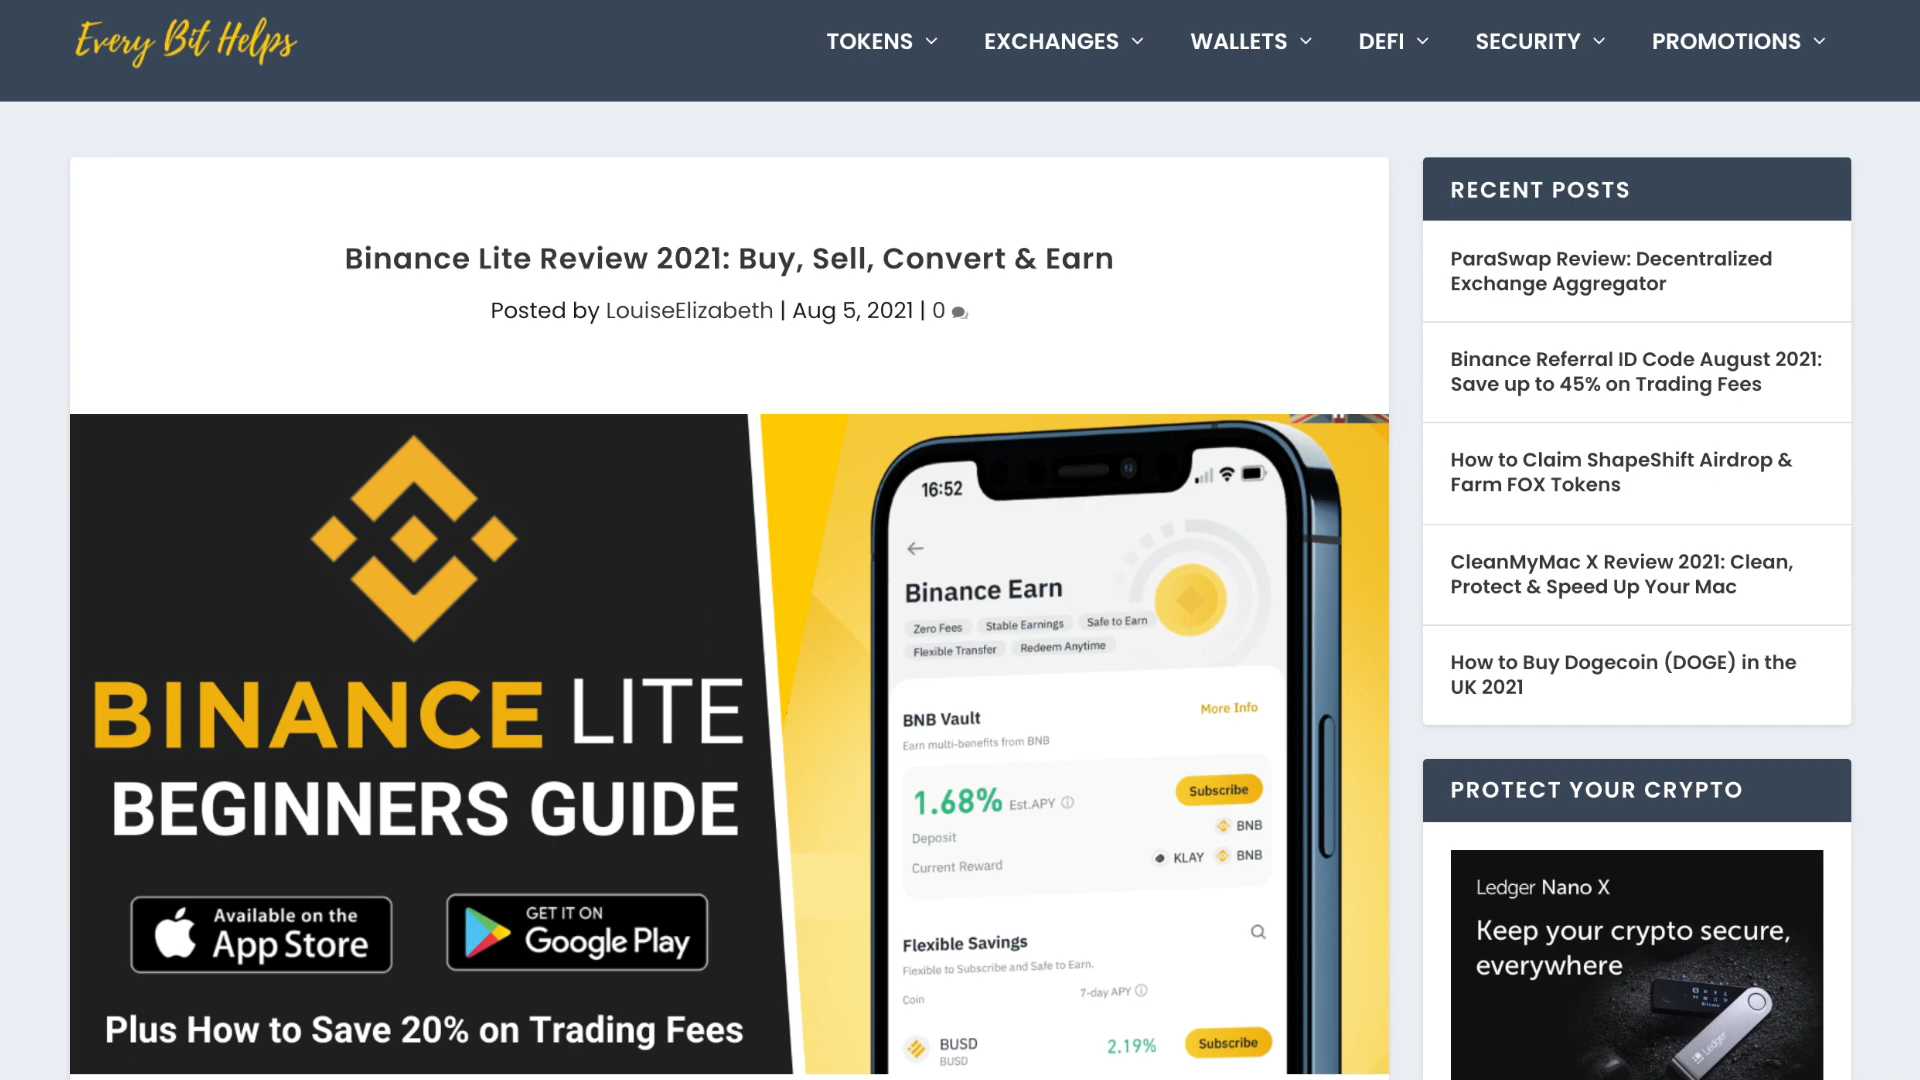 Every Bit Helps
TOKENS
EXCHANGES
WALLETS
DEFI
SECURITY
PROMOTIONS
Binance Lite Review 2021: Buy, Sell, Convert & Earn
Posted by LouiseElizabeth | Aug 5, 2021 | 0
BINANCE LITE
BEGINNERS GUIDE
Available on the
App Store
GET IT ON
Google Play
Plus How to Save 20% on Trading Fees
16:52
Binance Earn
Zero Fees
Stable Earnings
Safe to Earn
Flexible Transfer
Redeem Anytime
BNB Vault
More Info
Earn multi-benefits from BNB
1.68% Est.APY
Subscribe
Deposit
BNB
Current Reward
KLAY
BNB
Flexible Savings
Flexible to Subscribe and Safe to Earn.
Coin
7-day APY
BUSD
BUSD
2.19%
Subscribe
RECENT POSTS
ParaSwap Review: Decentralized
Exchange Aggregator
Binance Referral ID Code August 2021:
Save up to 45% on Trading Fees
How to Claim ShapeShift Airdrop &
Farm FOX Tokens
CleanMyMac X Review 2021: Clean,
Protect & Speed Up Your Mac
How to Buy Dogecoin (DOGE) in the
UK 2021
PROTECT YOUR CRYPTO
Ledger Nano X
Keep your crypto secure,
everywhere
Bitcoin
Ledger